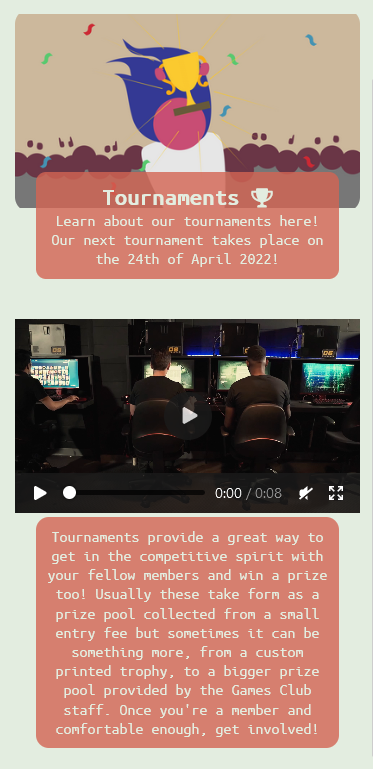 Tournaments
Learn about our tournaments here!
Our next tournament takes place on
the 24th of April 2022!
0:00 / 0:08
Tournaments provide a great way to
get in the competitive spirit with
your fellow members and win a prize
too! Usually these take form as a
prize pool collected from a small
entry fee but sometimes it can be
something more, from a custom
printed trophy, to a bigger prize
pool provided by the Games Club
staff. Once you're a member and
comfortable enough, get involved!